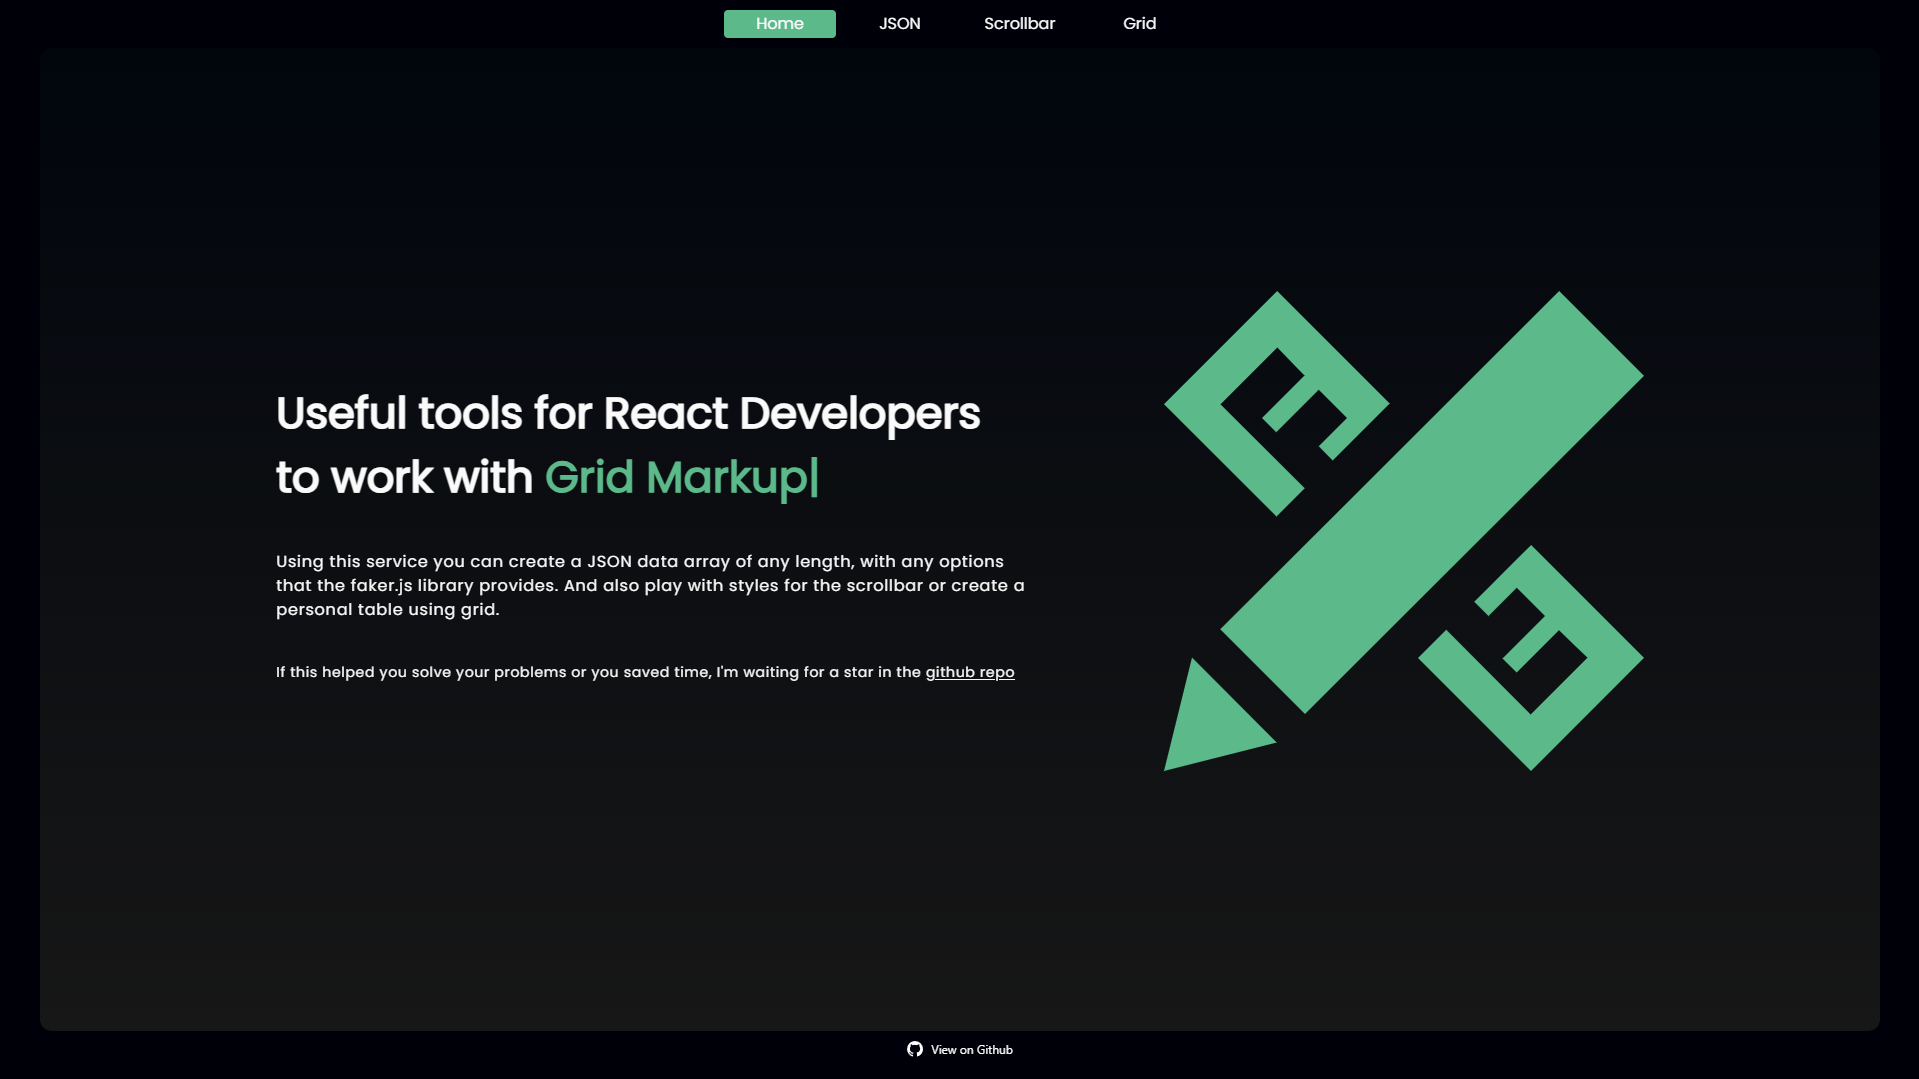 Home JSON Scrollbar Grid
Useful tools for React Developers
to work with Grid Markup|
Using this service you can create a JSON data array of any length, with any options
that the faker.js library provides. And also play with styles for the scrollbar or create a
personal table using grid.
If this helped you solve your problems or you saved time, I'm waiting for a star in the github repo
View on Github